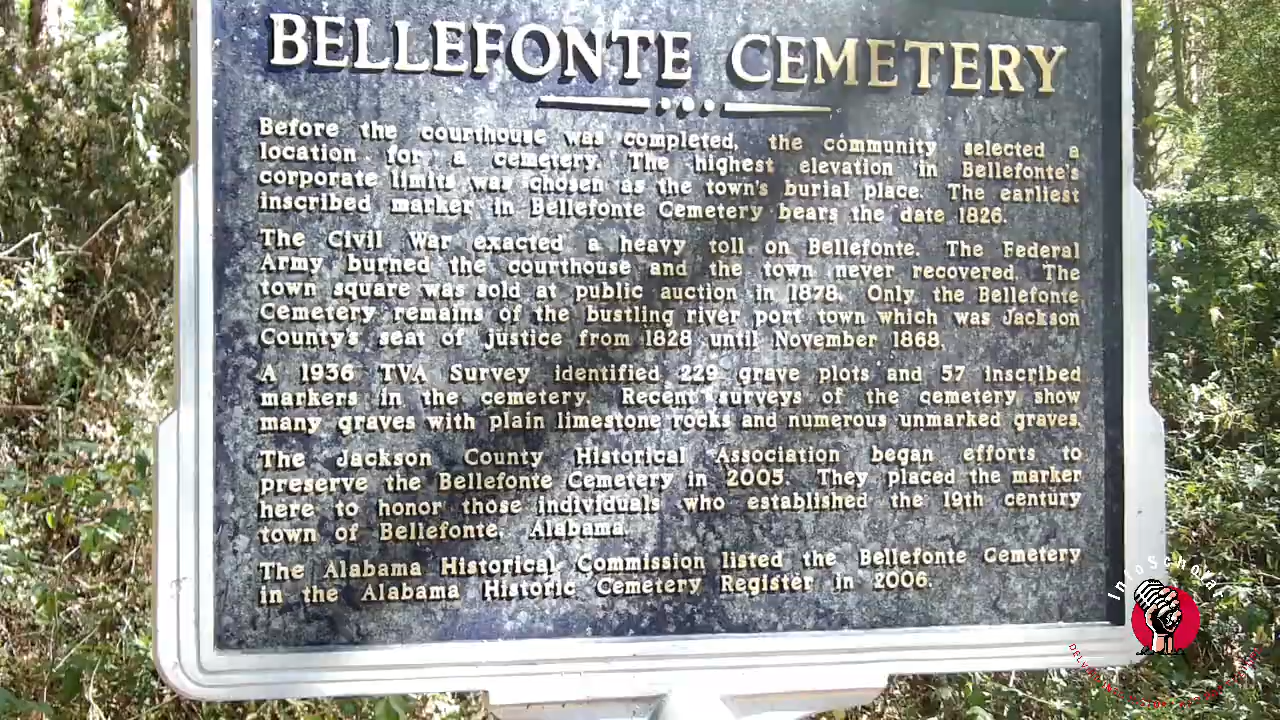 BELLEFONTE CEMETERY
Before the courthouse was completed, the community selected a
location for a cemetery. The highest elevation in Bellefonte's
corporate limits was chosen as the town's burial place. The earliest
inscribed marker in Bellefonte Cemetery bears the date 1826.
The Civil War exacted a heavy toll on Bellefonte. The Federal
Army burned the courthouse and the town never recovered. The
town square was sold at public auction in 1878. Only the Bellefonte
Cemetery remains of the bustling river port town which was Jackson
County's seat of justice from 1828 until November 1868.
A 1936 TVA Survey identified 229 grave plots and 57 inscribed
markers in the cemetery. Recent surveys of the cemetery show
many graves with plain limestone rocks and numerous unmarked graves.
The Jackson County Historical Association began efforts to
preserve the Bellefonte Cemetery in 2005. They placed the marker
here to honor those individuals who established the 19th century
town of Bellefonte, Alabama.
The Alabama Historical Commission listed the Bellefonte Cemetery
in the Alabama Historic Cemetery Register in 2006.
InfoScholar